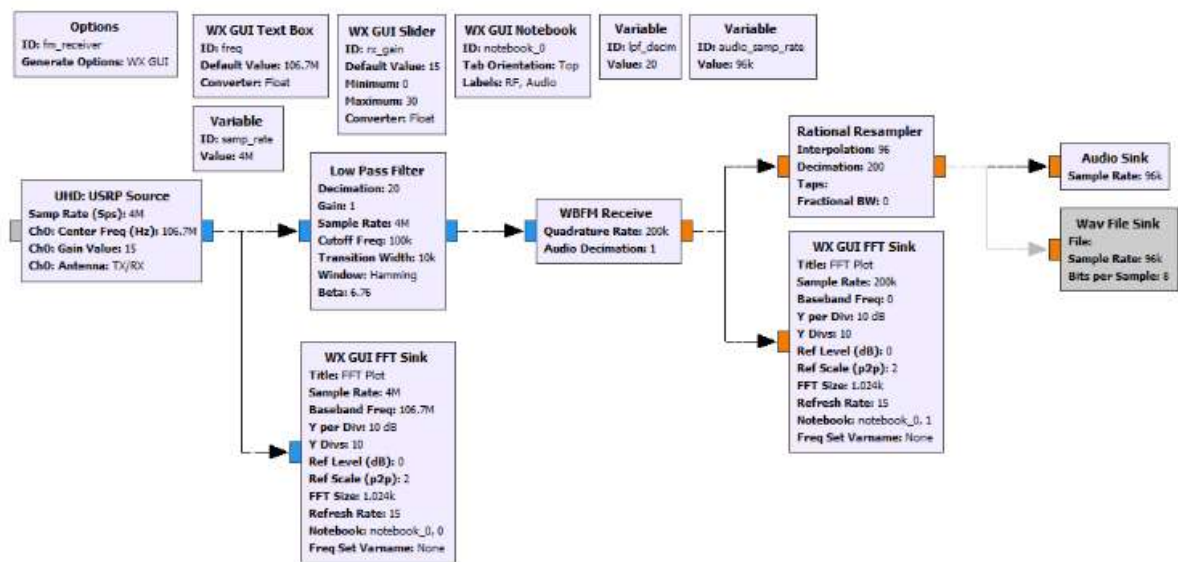 Options
ID: fm_receiver
Generate Options: WX GUI
WX GUI Text Box
ID: freq
Default Value: 106.7M
Converter: Float
WX GUI Slider
ID: rx_gain
Default Value: 15
Minimum: 0
Maximum: 30
Converter: Float
WX GUI Notebook
ID: notebook_0
Tab Orientation: Top
Labels: RF, Audio
Variable
ID: lpf_decim
Value: 20
Variable
ID: audio_samp_rate
Value: 96k
Variable
ID: samp_rate
Value: 4M
UHD: USRP Source
Samp Rate (Sps): 4M
Ch0: Center Freq (Hz): 106.7M
Ch0: Gain Value: 15
Ch0: Antenna: TX/RX
Low Pass Filter
Decimation: 20
Gain: 1
Sample Rate: 4M
Cutoff Freq: 100k
Transition Width: 10k
Window: Hamming
Beta: 6.76
WBFM Receive
Quadrature Rate: 200k
Audio Decimation: 1
Rational Resampler
Interpolation: 96
Decimation: 200
Taps:
Fractional BW: 0
Audio Sink
Sample Rate: 96k
Wav File Sink
File:
Sample Rate: 96k
Bits per Sample: 8
WX GUI FFT Sink
Title: FFT Plot
Sample Rate: 200k
Baseband Freq: 0
Y per Div: 10 dB
Y Divs: 10
Ref Level (dB): 0
Ref Scale (p2p): 2
FFT Size: 1.024k
Refresh Rate: 15
Notebook: notebook_0, 1
Freq Set Varname: None
WX GUI FFT Sink
Title: FFT Plot
Sample Rate: 4M
Baseband Freq: 106.7M
Y per Div: 10 dB
Y Divs: 10
Ref Level (dB): 0
Ref Scale (p2p): 2
FFT Size: 1.024k
Refresh Rate: 15
Notebook: notebook_0, 0
Freq Set Varname: None